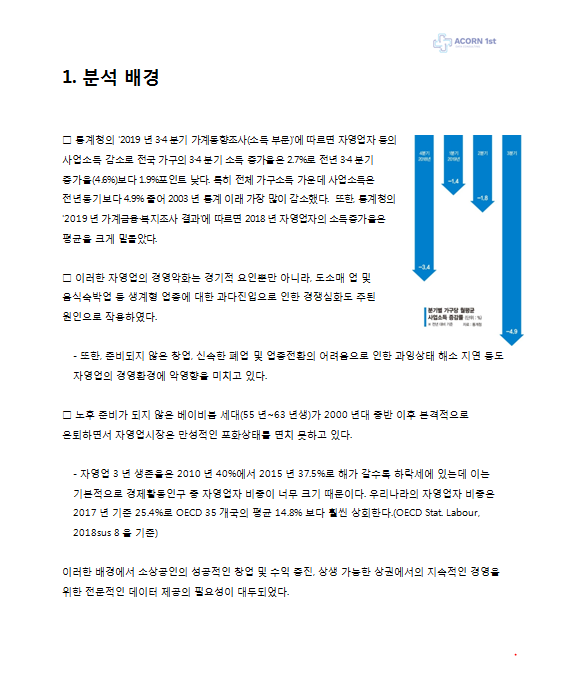 ACORN 1st
1. 분석 배경
□ 통계청의 '2019 년 3·4 분기 가계동향조사(소득 부문)'에 따르면 자영업자 등의
사업소득 감소로 전국 가구의 3·4 분기 소득 증가율은 2.7%로 전년 3·4 분기
증가율(4.6%)보다 1.9%포인트 낮다. 특히 전체 가구소득 가운데 사업소득은
전년동기보다 4.9% 줄어 2003 년 통계 이래 가장 많이 감소했다. 또한, 통계청의
'2019 년 가계금융·복지조사 결과'에 따르면 2018 년 자영업자의 소득증가율은
평균을 크게 밑돌았다.
4분기
2018년
1분기
2019년
2분기
3분기
-1.4
-1.8
-3.4
-4.9
분기별 가구당 월평균
사업소득 증감률 (단위 : %)
□ 이러한 자영업의 경영악화는 경기적 요인뿐만 아니라, 도소매 업 및
음식숙박업 등 생계형 업종에 대한 과다진입으로 인한 경쟁심화도 주된
원인으로 작용하였다.
- 또한, 준비되지 않은 창업, 신속한 폐업 및 업종전환의 어려움으로 인한 과잉상태 해소 지연 등도
자영업의 경영환경에 악영향을 미치고 있다.
□ 노후 준비가 되지 않은 베이비붐 세대(55 년~63 년생)가 2000 년대 중반 이후 본격적으로
은퇴하면서 자영업시장은 만성적인 포화상태를 면치 못하고 있다.
- 자영업 3 년 생존율은 2010 년 40%에서 2015 년 37.5%로 해가 갈수록 하락세에 있는데 이는
기본적으로 경제활동인구 중 자영업자 비중이 너무 크기 때문이다. 우리나라의 자영업자 비중은
2017 년 기준 25.4%로 OECD 35 개국의 평균 14.8% 보다 훨씬 상회한다.(OECD Stat. Labour,
2018sus 8 울 기준)
이러한 배경에서 소상공인의 성공적인 창업 및 수익 증진, 상생 가능한 상권에서의 지속적인 경영을
위한 전문적인 데이터 제공의 필요성이 대두되었다.